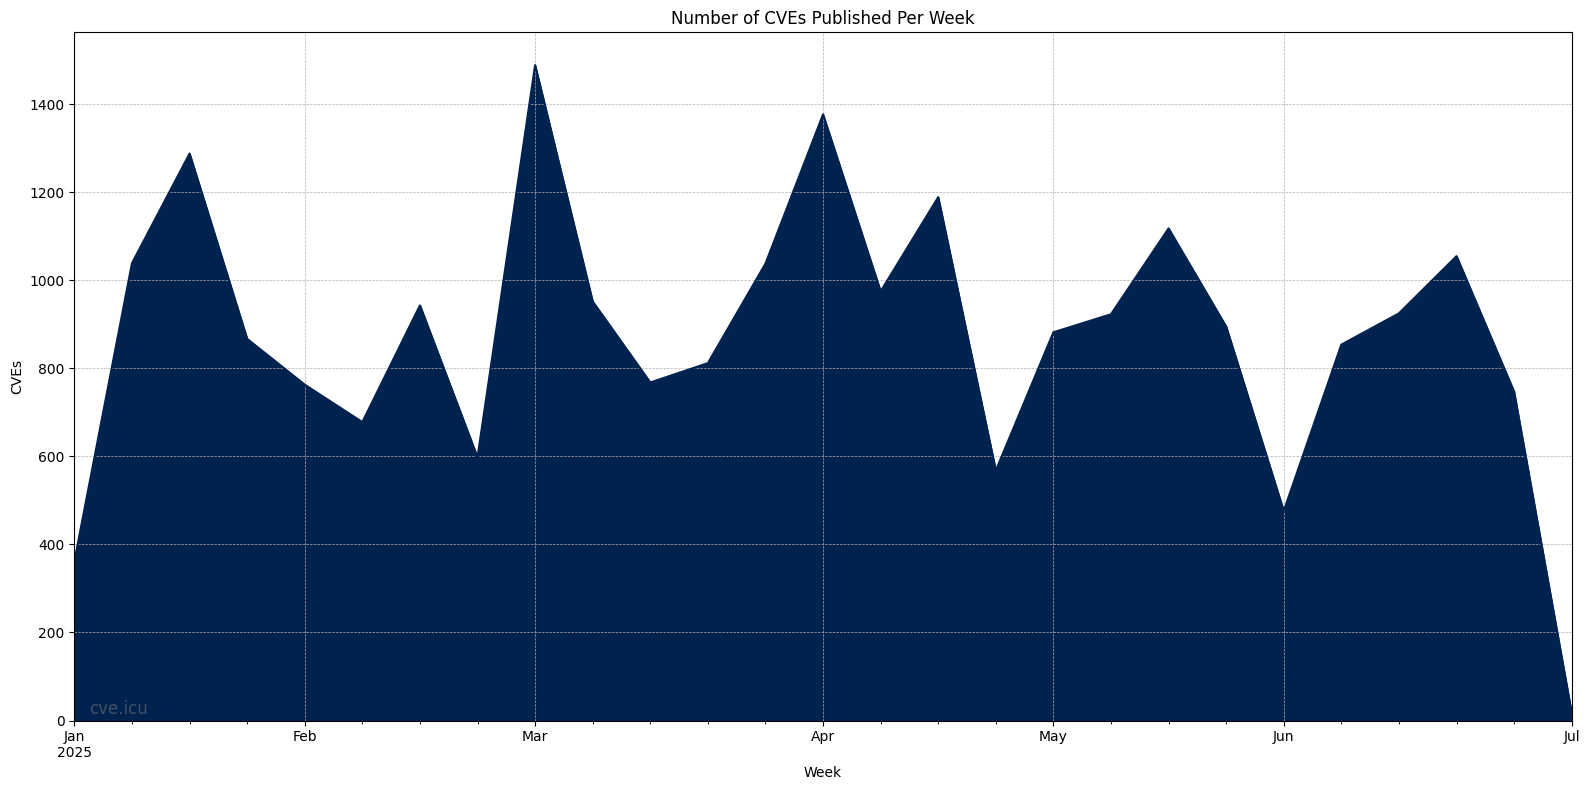 Number of CVEs Published Per Week
1400
1200
1000
800
600
400
200
0
CVEs
cve.icu
Jan Feb Mar Apr May Jun Jul
2025
Week